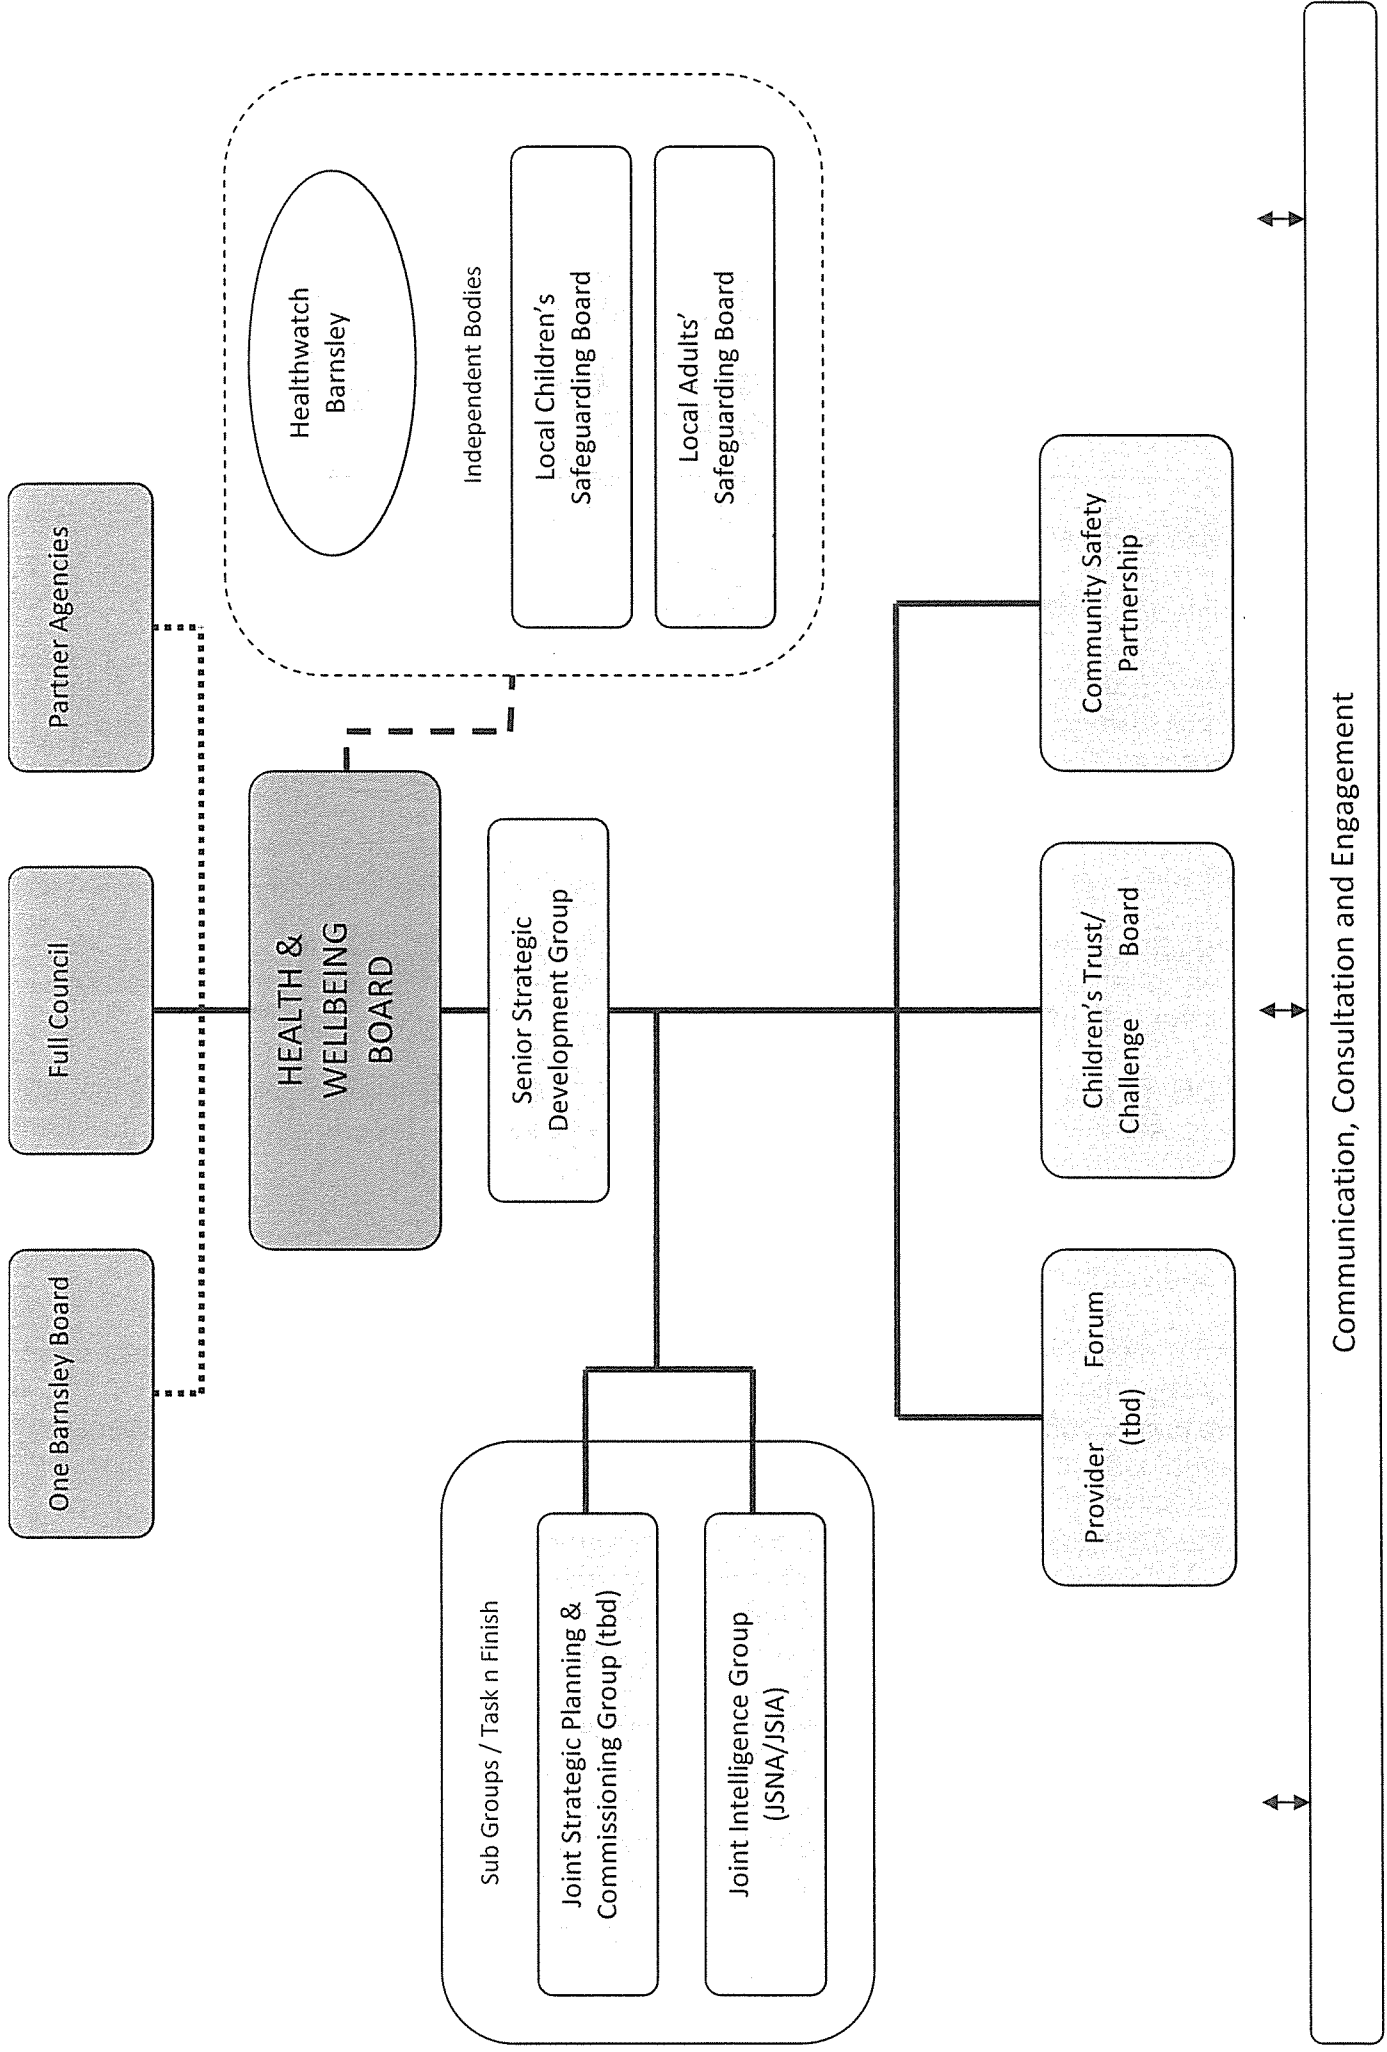 One Barnsley Board
Full Council
Partner Agencies
HEALTH &
WELLBEING
BOARD
Healthwatch
Barnsley
Independent Bodies
Local Children's
Safeguarding Board
Local Adults'
Safeguarding Board
Senior Strategic
Development Group
Sub Groups / Task n Finish
Joint Strategic Planning &
Commissioning Group (tbd)
Joint Intelligence Group
(JSNA/JSIA)
Provider Forum
(tbd)
Children's Trust/
Challenge Board
Community Safety
Partnership
Communication, Consultation and Engagement